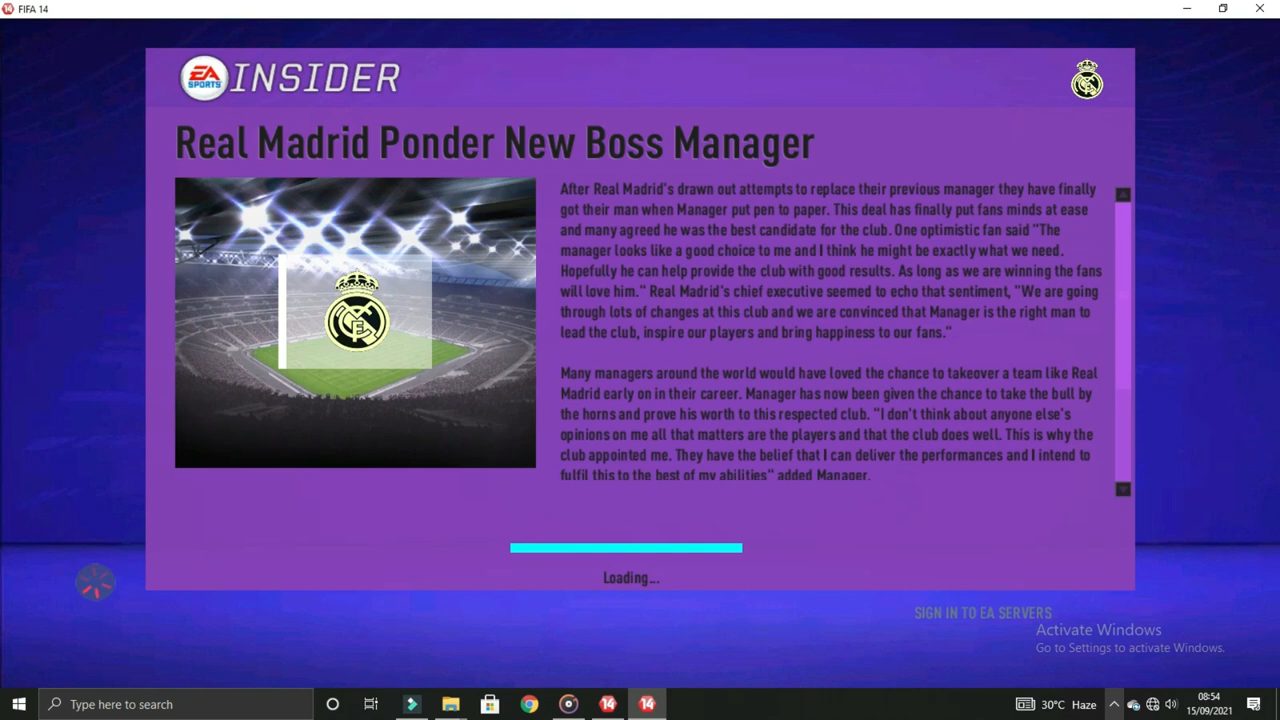 FIFA 14
EA
SPORTS
INSIDER
Real Madrid Ponder New Boss Manager
After Real Madrid's drawn out attempts to replace their previous manager they have finally
got their man when Manager put pen to paper. This deal has finally put fans minds at ease
and many agreed he was the best candidate for the club. One optimistic fan said "The
manager looks like a good choice to me and I think he might be exactly what we need.
Hopefully he can help provide the club with good results. As long as we are winning the fans
will love him." Real Madrid's chief executive seemed to echo that sentiment, "We are going
through lots of changes at this club and we are convinced that Manager is the right man to
lead the club, inspire our players and bring happiness to our fans."
Many managers around the world would have loved the chance to takeover a team like Real
Madrid early on in their career. Manager has now been given the chance to take the bull by
the horns and prove his worth to this respected club. "I don't think about anyone else's
opinions on me all that matters are the players and that the club does well. This is why the
club appointed me. They have the belief that I can deliver the performances and I intend to
fulfil this to the best of my abilities" added Manager.
Loading...
SIGN IN TO EA SERVERS
Activate Windows
Go to Settings to activate Windows.
Type here to search
14
14
30°C Haze
08:54
15/09/2021